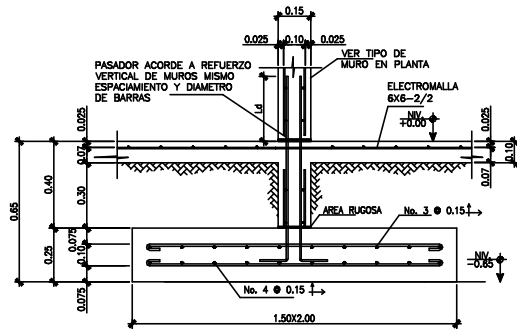 0.15
0.025 0.10 0.025
PASADOR ACORDE A REFUERZO
VERTICAL DE MUROS MISMO
ESPACIAMIENTO Y DIAMETRO
DE BARRAS
VER TIPO DE
MURO EN PLANTA
Ld
ELECTROMALLA
6X6-2/2
NIV.
+0.00
0.025
0.07
0.025
0.10
0.07
0.40
0.30
0.65
AREA RUGOSA
No. 3 @ 0.15
0.25
0.075
0.10
0.075
NIV.
-0.65
No. 4 @ 0.15
1.50X2.00